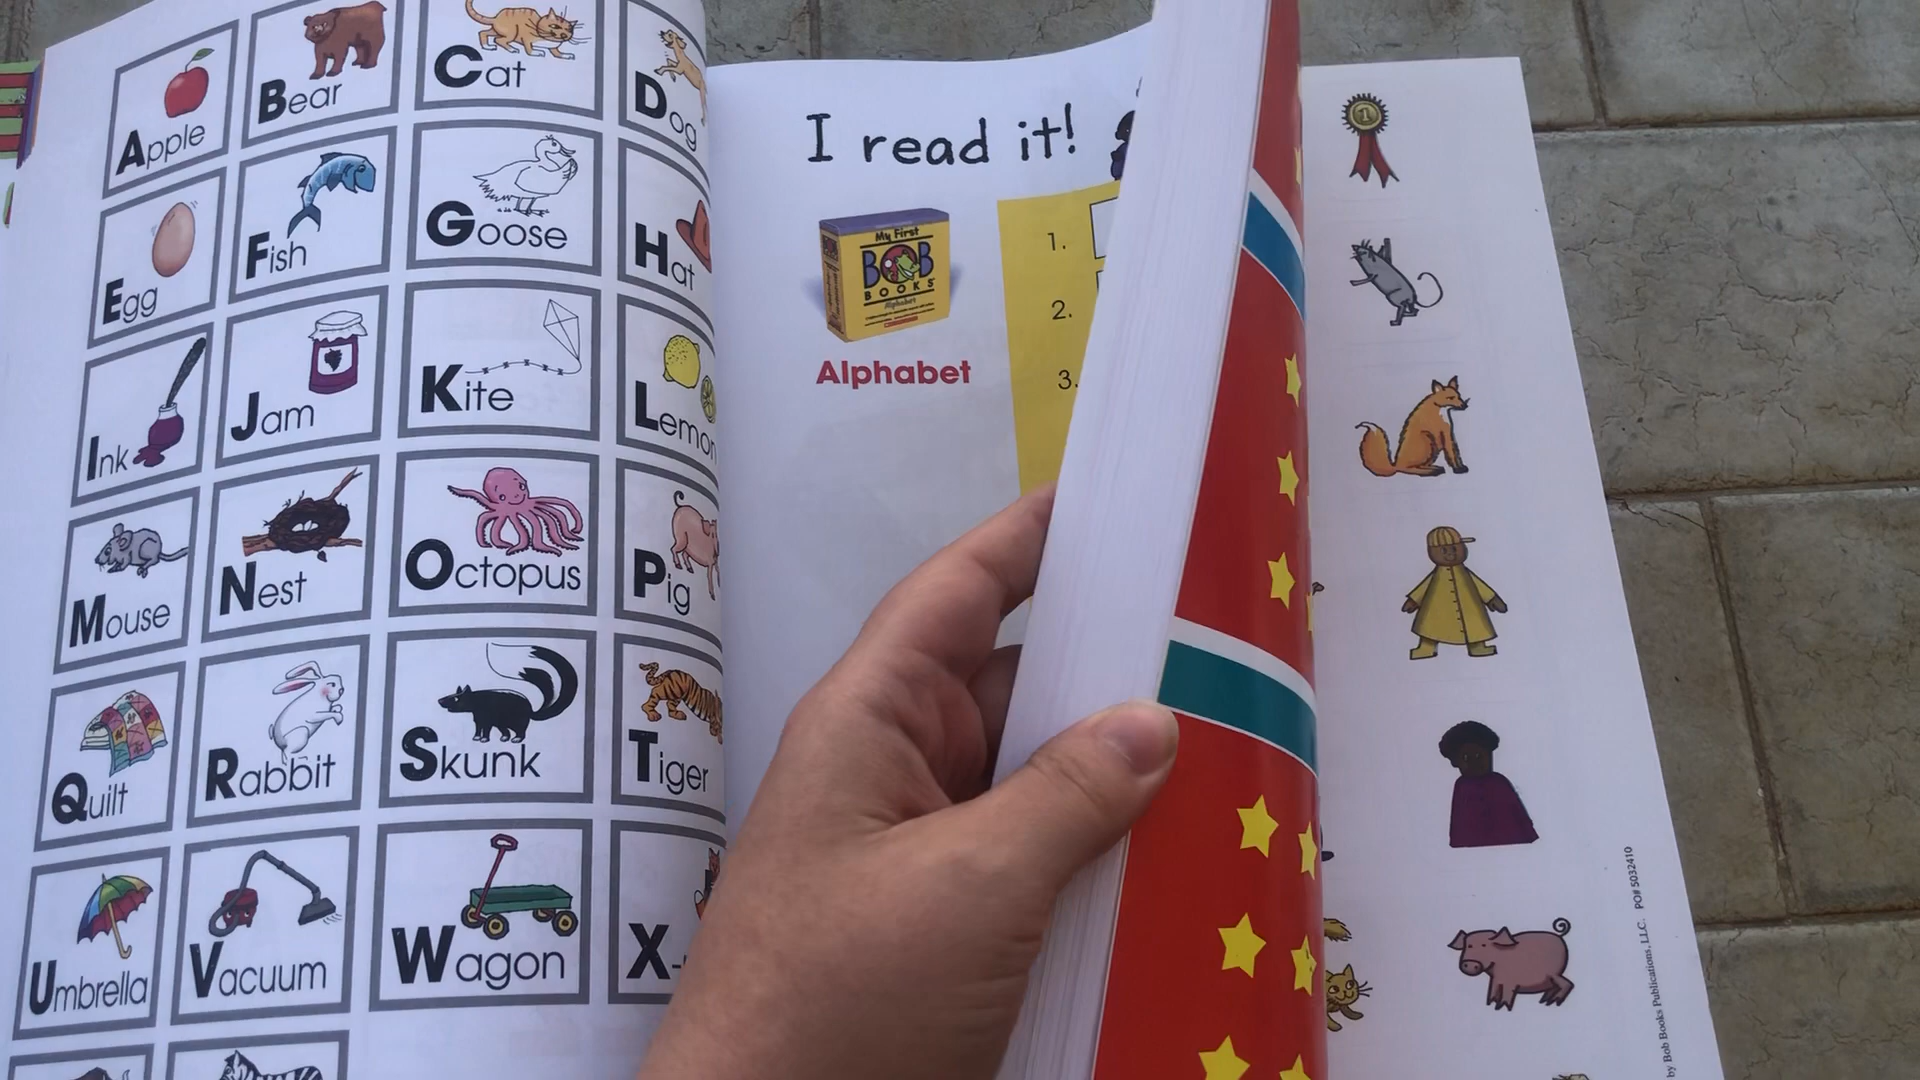 Apple
Bear
Cat
Dog
Egg
Fish
Goose
Hat
Ink
Jam
Kite
Lemon
Mouse
Nest
Octopus
Pig
Quilt
Rabbit
Skunk
Tiger
Umbrella
Vacuum
Wagon
X-
I read it!
My First
BOB
BOOKS
Alphabet
Alphabet
1.
2.
3.
1
by Bob Books Publications, LLC. PO# 5032410